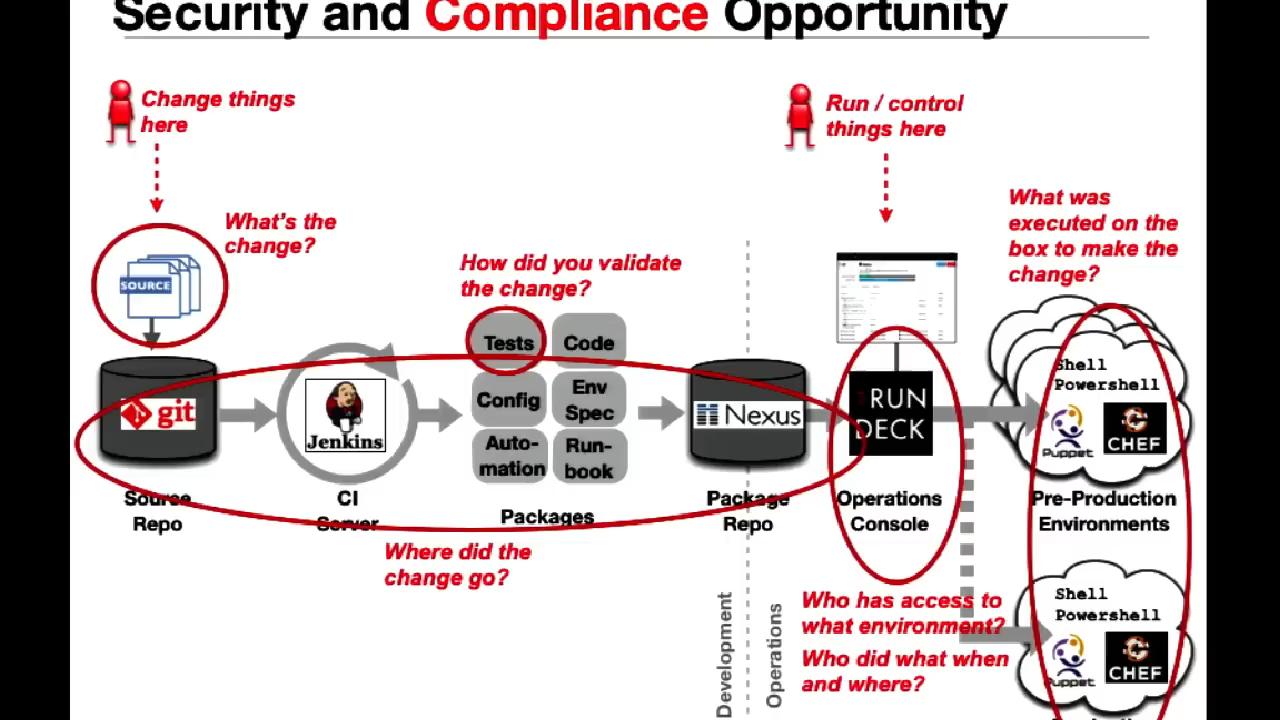 Security and Compliance Opportunity
Change things
here
Run / control
things here
What's the
change?
What was
executed on the
box to make the
change?
How did you validate
the change?
SOURCE
Tests
Code
Config
Env
Spec
Auto-
mation
Run-
book
git
Jenkins
Nexus
RUN
DECK
Shell
Powershell
Puppet
CHEF
Source
Repo
CI
Server
Packages
Package
Repo
Operations
Console
Pre-Production
Environments
Where did the
change go?
Development
Operations
Who has access to
what environment?
Who did what when
and where?
Shell
Powershell
Puppet
CHEF